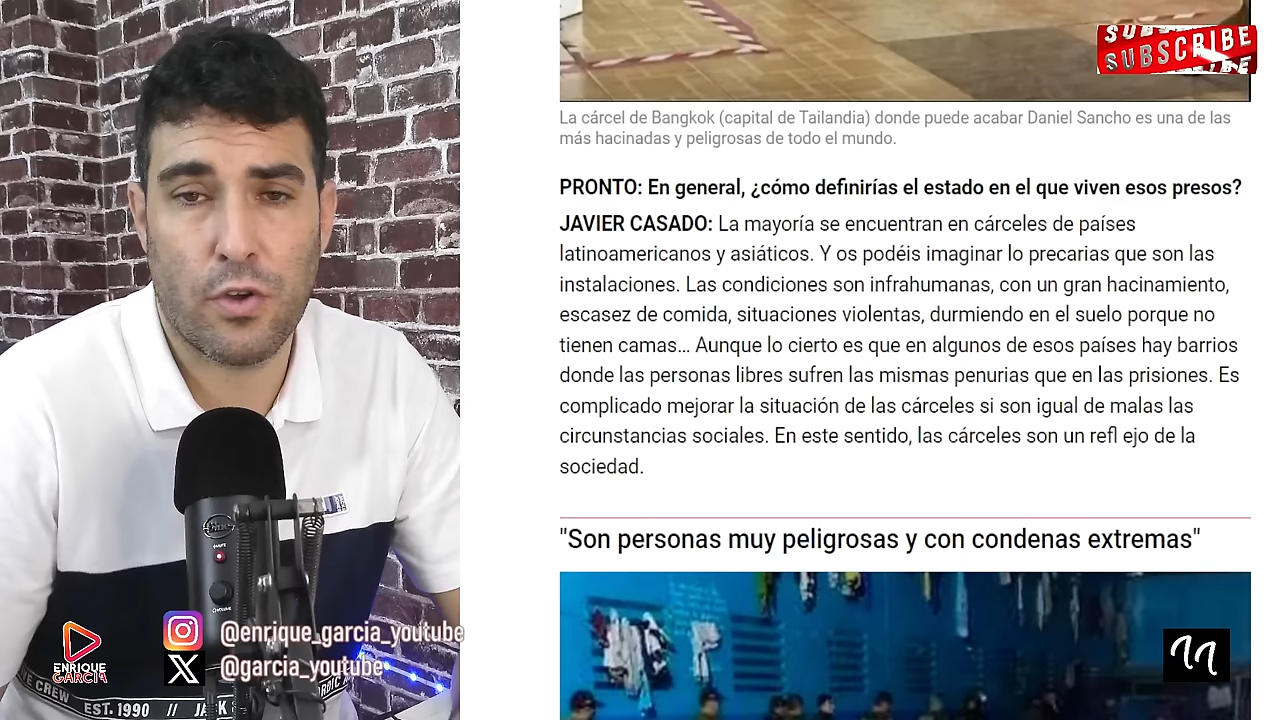 SUBSCRIBE
La cárcel de Bangkok (capital de Tailandia) donde puede acabar Daniel Sancho es una de las
más hacinadas y peligrosas de todo el mundo.
PRONTO: En general, ¿cómo definirías el estado en el que viven esos presos?
JAVIER CASADO: La mayoría se encuentran en cárceles de países
latinoamericanos y asiáticos. Y os podéis imaginar lo precarias que son las
instalaciones. Las condiciones son infrahumanas, con un gran hacinamiento,
escasez de comida, situaciones violentas, durmiendo en el suelo porque no
tienen camas... Aunque lo cierto es que en algunos de esos países hay barrios
donde las personas libres sufren las mismas penurias que en las prisiones. Es
complicado mejorar la situación de las cárceles si son igual de malas las
circunstancias sociales. En este sentido, las cárceles son un refl ejo de la
sociedad.
"Son personas muy peligrosas y con condenas extremas"
@enrique_garcia_youtube
@garcia_youtube
ENRIQUE
GARCIA
CREW
EST. 1990 // JACK